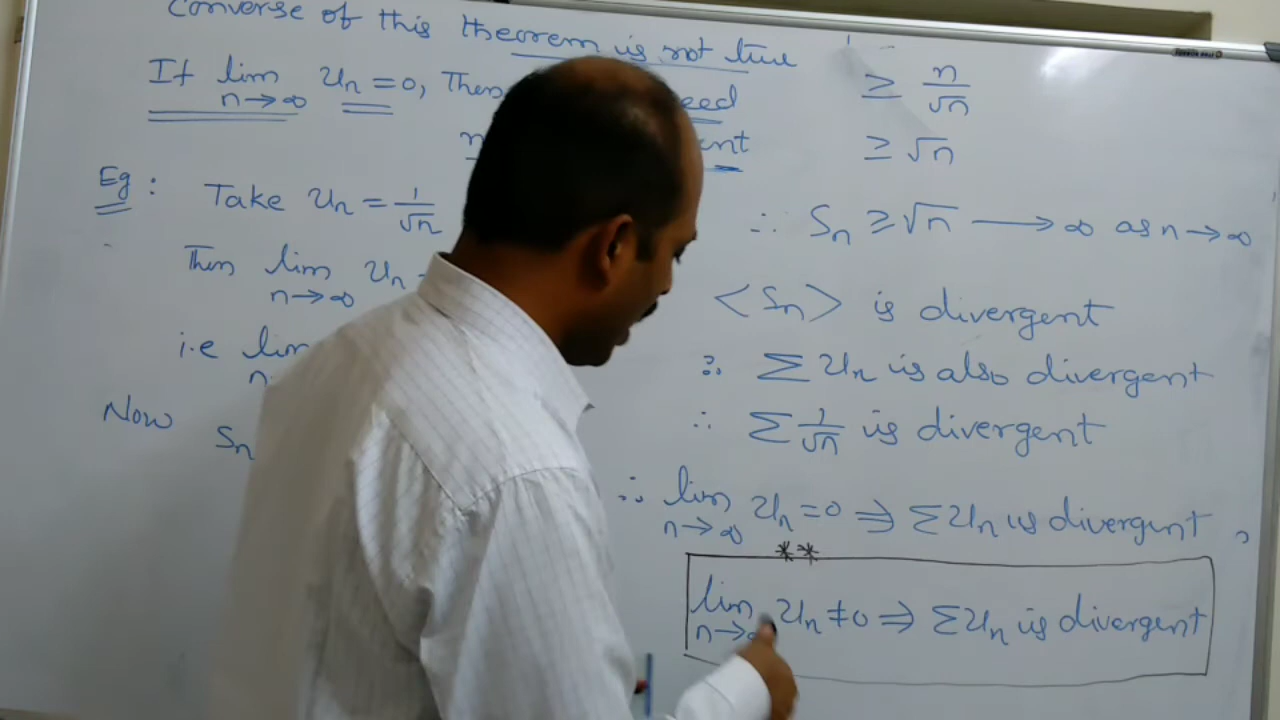 Converse of this theorem is not true
If lim n→∞ Un = 0, Then
Eg : Take Un = 1/√n
Then lim n→∞ Un
i.e lim n
Now Sn
≥ n/√n
≥ √n
∴ Sn ≥ √n ⟶ ∞ as n → ∞
<Sn> is divergent
∴ Σ Un is also divergent
∴ Σ 1/√n is divergent
∴ lim n→∞ Un = 0 ⇒ ΣUn is divergent
**
lim n→∞ Un ≠ 0 ⇒ ΣUn is divergent